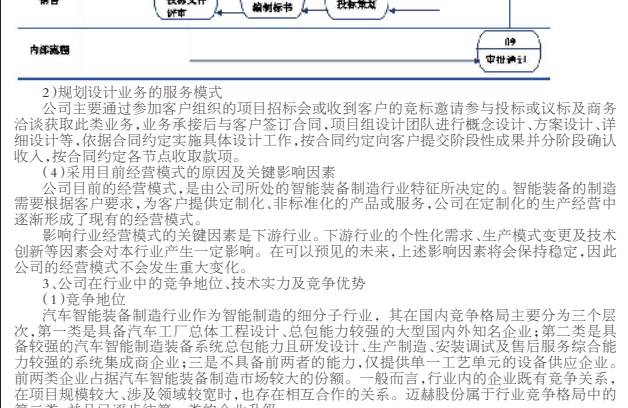 销售
投标文件
评审
编制标书
投标策划
内部流程
09
审批通过
2)规划设计业务的服务模式
公司主要通过参加客户组织的项目招标会或收到客户的竞标邀请参与投标或议标及商务
洽谈获取此类业务,业务承接后与客户签订合同,项目组设计团队进行概念设计、方案设计、详
细设计等,依据合同约定实施具体设计工作,按合同约定向客户提交阶段性成果并分阶段确认
收入,按合同约定各节点收取款项。
(4)采用目前经营模式的原因及关键影响因素
公司目前的经营模式,是由公司所处的智能装备制造行业特征所决定的。智能装备的制造
需要根据客户要求,为客户提供定制化、非标准化的产品或服务,公司在定制化的生产经营中
逐渐形成了现有的经营模式。
影响行业经营模式的关键因素是下游行业。下游行业的个性化需求、生产模式变更及技术
创新等因素会对本行业产生一定影响。在可以预见的未来,上述影响因素将会保持稳定,因此
公司的经营模式不会发生重大变化。
3、公司在行业中的竞争地位、技术实力及竞争优势
(1)竞争地位
汽车智能装备制造行业作为智能制造的细分子行业, 其在国内竞争格局主要分为三个层
次,第一类是具备汽车工厂总体工程设计、总包能力较强的大型国内外知名企业;第二类是具
备较强的汽车智能制造装备系统总包能力且研发设计、生产制造、安装调试及售后服务综合能
力较强的系统集成商企业;三是不具备前两者的能力,仅提供单一工艺单元的设备供应企业。
前两类企业占据汽车智能装备制造市场较大的份额。一般而言,行业内的企业既有竞争关系,
在项目规模较大、涉及领域较宽时,也存在相互合作的关系。迈赫股份属于行业竞争格局中的